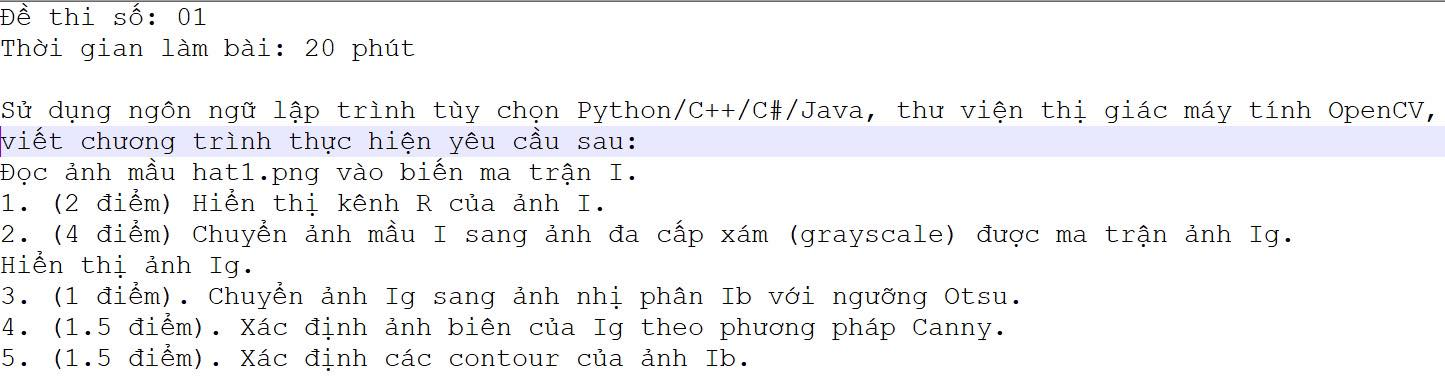 Đề thi số: 01
Thời gian làm bài: 20 phút
Sử dụng ngôn ngữ lập trình tùy chọn Python/C++/C#/Java, thư viện thị giác máy tính OpenCV,
viết chương trình thực hiện yêu cầu sau:
Đọc ảnh mầu hat1.png vào biến ma trận I.
1. (2 điểm) Hiển thị kênh R của ảnh I.
2. (4 điểm) Chuyển ảnh mầu I sang ảnh đa cấp xám (grayscale) được ma trận ảnh Ig.
Hiển thị ảnh Ig.
3. (1 điểm). Chuyển ảnh Ig sang ảnh nhị phân Ib với ngưỡng Otsu.
4. (1.5 điểm). Xác định ảnh biên của Ig theo phương pháp Canny.
5. (1.5 điểm). Xác định các contour của ảnh Ib.